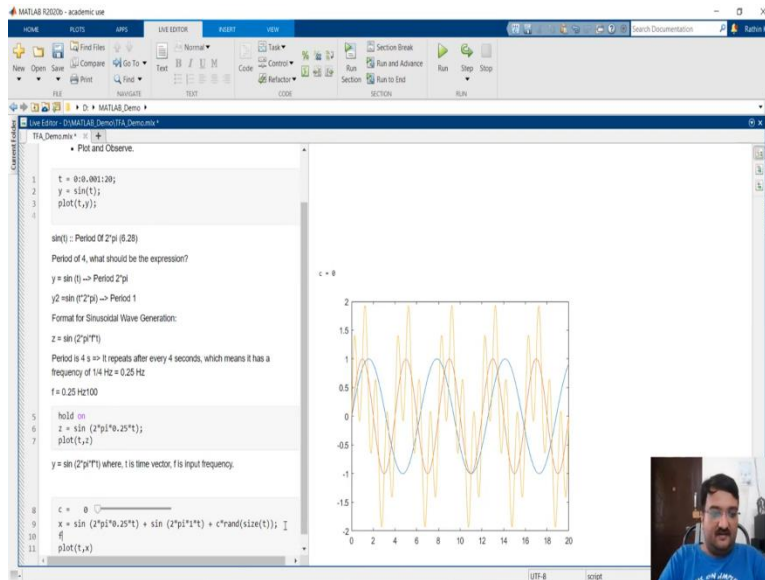 MATLAB R2020b - academic use
HOME PLOTS APPS LIVE EDITOR INSERT VIEW
Search Documentation
Rathin
New Open Save
Find Files
Compare
Print
Go To
Find
Text
Normal
B I U M
Code
Task
Control
Refactor
Run Section
Section Break
Run and Advance
Run to End
Run Step Stop
FILE NAVIGATE TEXT CODE SECTION RUN
D: MATLAB_Demo
Current Folder
Live Editor - D:\MATLAB_Demo\TFA_Demo.mlx *
TFA_Demo.mlx *
• Plot and Observe.
1 t = 0:0.001:20;
2 y = sin(t);
3 plot(t,y);
4
sin(t) :: Period 0f 2*pi (6.28)
Period of 4, what should be the expression?
y = sin (t) --> Period 2*pi
y2 =sin (t*2*pi) --> Period 1
Format for Sinusoidal Wave Generation:
z = sin (2*pi*f*t)
Period is 4 s => It repeats after every 4 seconds, which means it has a
frequency of 1/4 Hz = 0.25 Hz
f = 0.25 Hz100
5 hold on
6 z = sin (2*pi*0.25*t);
7 plot(t,z)
y = sin (2*pi*f*t) where, t is time vector, f is input frequency.
8 c = 0
9 x = sin (2*pi*0.25*t) + sin (2*pi*1*t) + c*rand(size(t));
10 f
11 plot(t,x)
c = 0
2
1.5
1
0.5
0
-0.5
-1
-1.5
-2
0 2 4 6 8 10 12 14 16 18 20
UTF-8 script